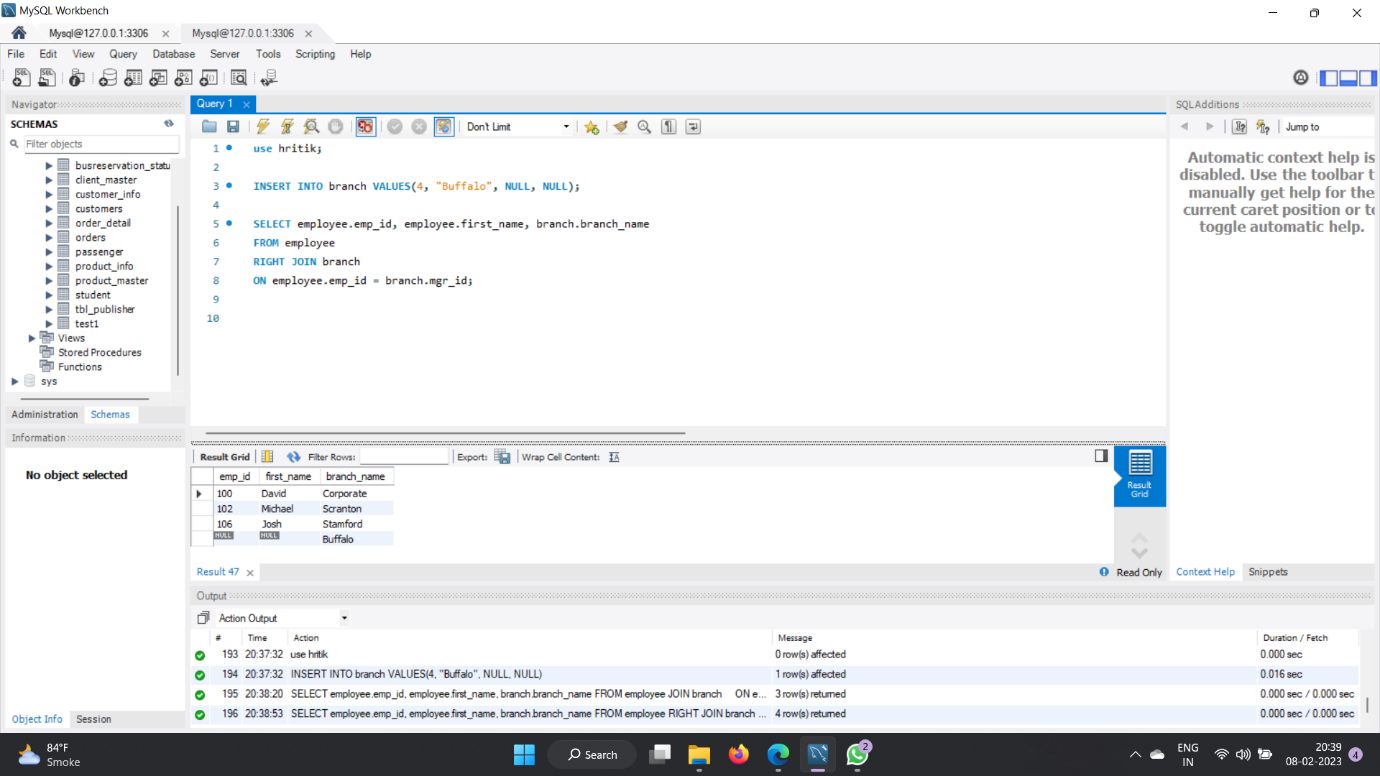 MySQL Workbench
Mysql@127.0.0.1:3306 Mysql@127.0.0.1:3306
File Edit View Query Database Server Tools Scripting Help
Navigator
SCHEMAS
Filter objects
busreservation_statu
client_master
customer_info
customers
order_detail
orders
passenger
product_info
product_master
student
tbl_publisher
test1
Views
Stored Procedures
Functions
sys
Administration Schemas
Information
No object selected
Object Info Session
Query 1
Don't Limit
1 use hritik;
2
3 INSERT INTO branch VALUES(4, "Buffalo", NULL, NULL);
4
5 SELECT employee.emp_id, employee.first_name, branch.branch_name
6 FROM employee
7 RIGHT JOIN branch
8 ON employee.emp_id = branch.mgr_id;
9
10
Result Grid Filter Rows: Export: Wrap Cell Content:
emp_id first_name branch_name
100 David Corporate
102 Michael Scranton
106 Josh Stamford
NULL NULL Buffalo
Result
Grid
Result 47 Read Only
SQLAdditions
Jump to
Automatic context help is
disabled. Use the toolbar t
manually get help for the
current caret position or to
toggle automatic help.
Context Help Snippets
Output
Action Output
# Time Action Message Duration / Fetch
193 20:37:32 use hritik 0 row(s) affected 0.000 sec
194 20:37:32 INSERT INTO branch VALUES(4, "Buffalo", NULL, NULL) 1 row(s) affected 0.016 sec
195 20:38:20 SELECT employee.emp_id, employee.first_name, branch.branch_name FROM employee JOIN branch ON e... 3 row(s) returned 0.000 sec / 0.000 sec
196 20:38:53 SELECT employee.emp_id, employee.first_name, branch.branch_name FROM employee RIGHT JOIN branch ... 4 row(s) returned 0.000 sec / 0.000 sec
84°F
Smoke
Search
2
ENG
IN
20:39
08-02-2023
4